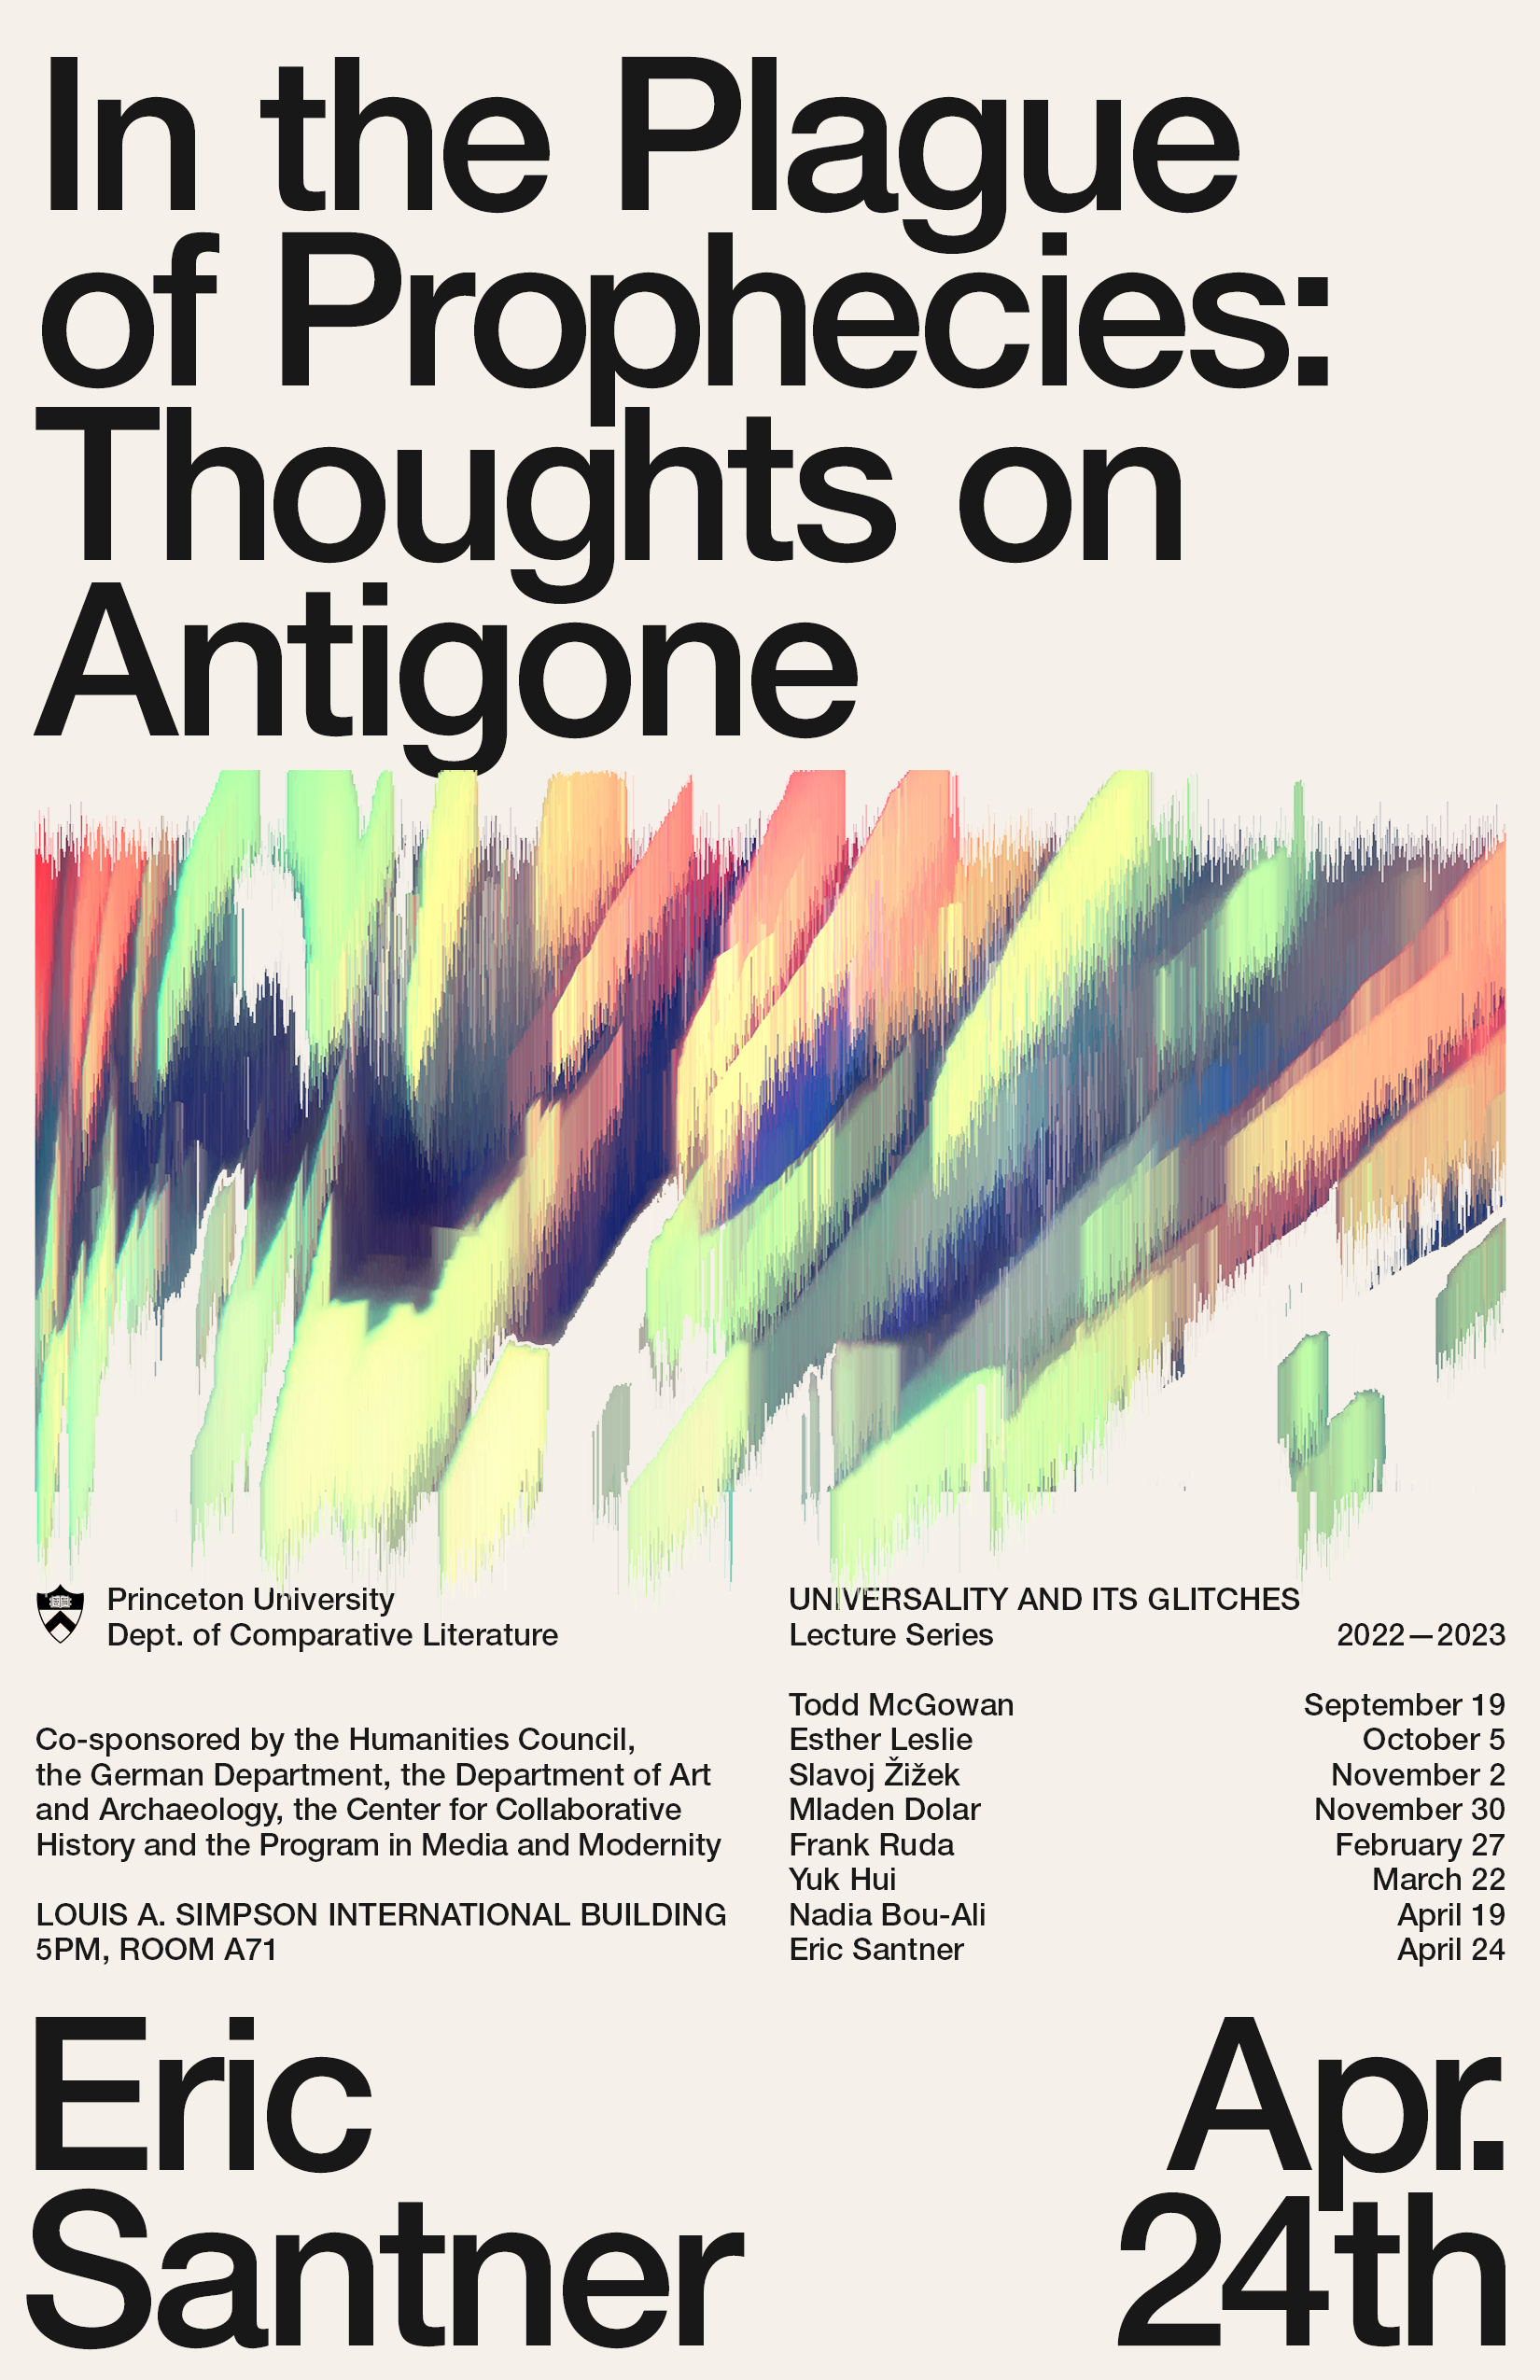 In the Plague
of Prophecies:
Thoughts on
Antigone
Princeton University
Dept. of Comparative Literature
Co-sponsored by the Humanities Council,
the German Department, the Department of Art
and Archaeology, the Center for Collaborative
History and the Program in Media and Modernity
LOUIS A. SIMPSON INTERNATIONAL BUILDING
5PM, ROOM A71
UNIVERSALITY AND ITS GLITCHES
Lecture Series 2022—2023
Todd McGowan September 19
Esther Leslie October 5
Slavoj Žižek November 2
Mladen Dolar November 30
Frank Ruda February 27
Yuk Hui March 22
Nadia Bou-Ali April 19
Eric Santner April 24
Eric
Santner
Apr.
24th